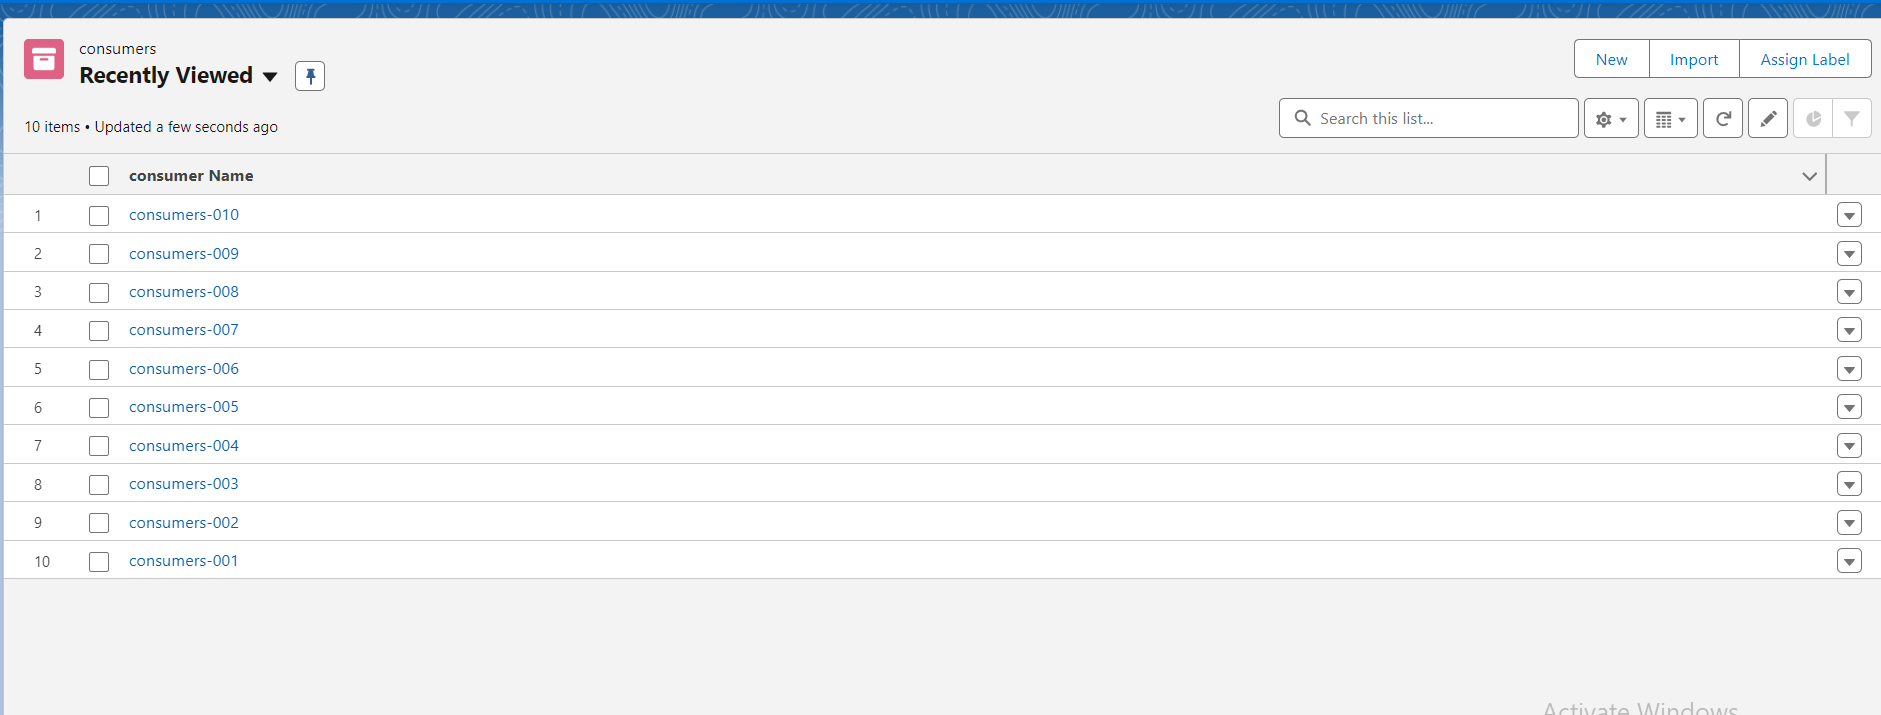 consumers
Recently Viewed
New Import Assign Label
10 items • Updated a few seconds ago
Search this list...
consumer Name
1 consumers-010
2 consumers-009
3 consumers-008
4 consumers-007
5 consumers-006
6 consumers-005
7 consumers-004
8 consumers-003
9 consumers-002
10 consumers-001
Activate Windows